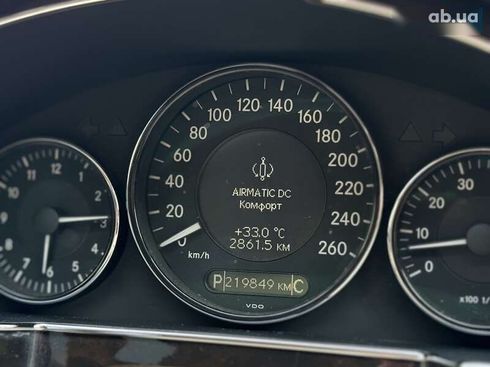 ab.ua
AIRMATIC DC
Комфорт
+33.0 °C
2861.5 км
P 219849 км C
VDO
0 20 40 60 80 100 120 140 160 180 200 220 240 260
km/h
1 2 3 4 5 6 7 8 9 10 11 12
0 10 20 30
x100 1/